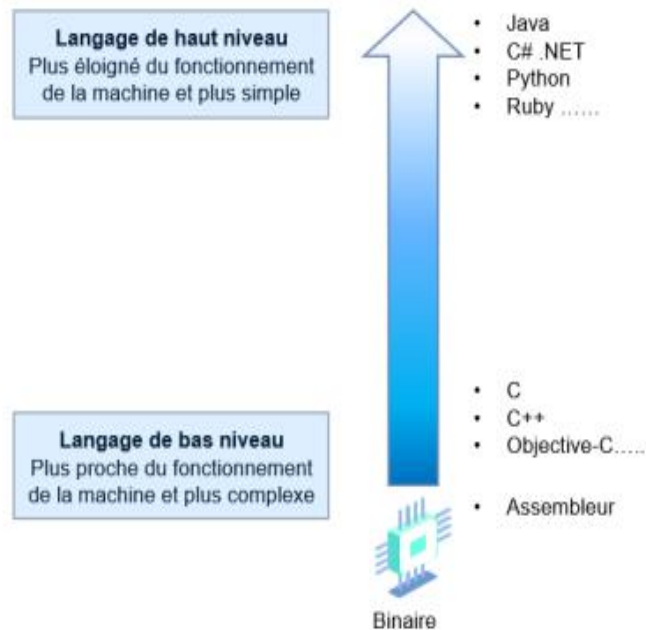 Langage de haut niveau
Plus éloigné du fonctionnement
de la machine et plus simple
• Java
• C# .NET
• Python
• Ruby ……
Langage de bas niveau
Plus proche du fonctionnement
de la machine et plus complexe
• C
• C++
• Objective-C…..
• Assembleur
Binaire